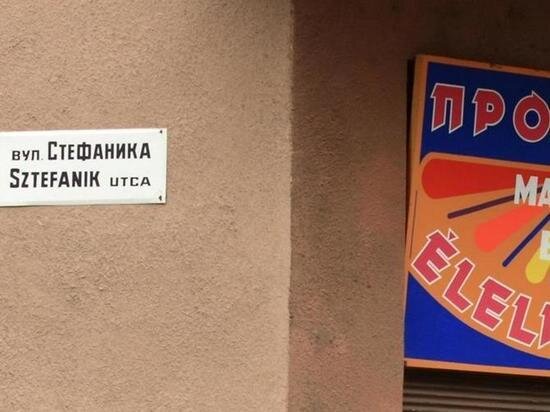 вул. СТЕФАНИКА
SZTEFANIK UTCA
ПРО
МА
ÉLEL